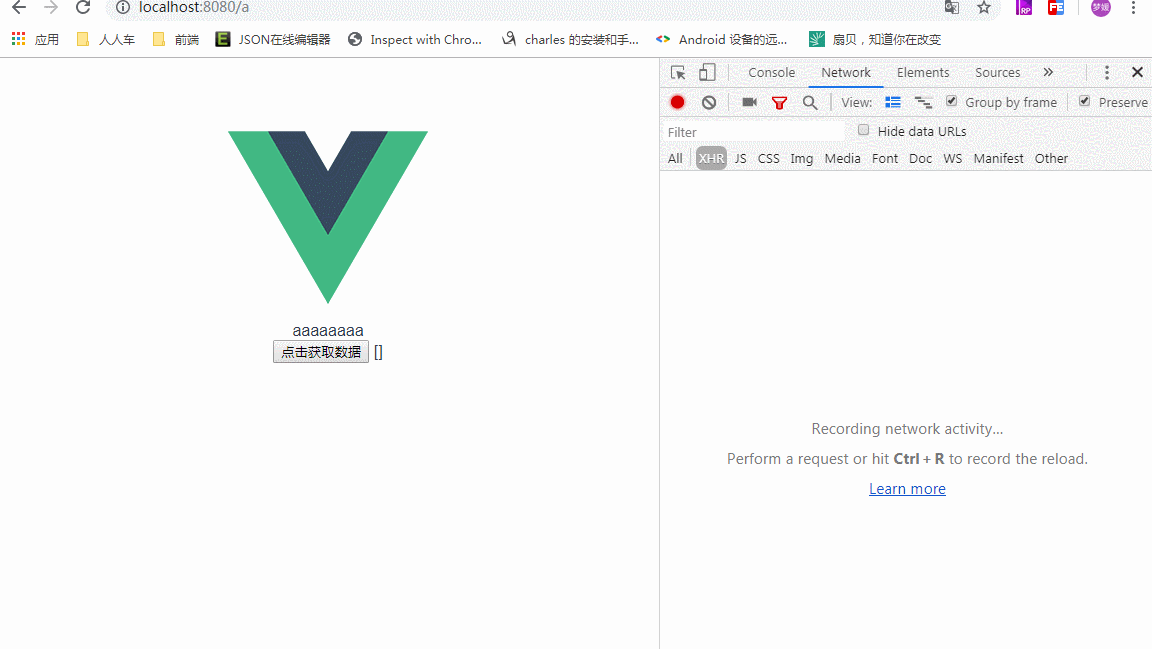 localhost:8080/a
RP
FE
梦媛
应用
人人车
前端
E
JSON在线编辑器
Inspect with Chro...
charles 的安装和手...
Android 设备的远...
扇贝，知道你在改变
Console Network Elements Sources
View: Group by frame Preserve
Filter Hide data URLs
All XHR JS CSS Img Media Font Doc WS Manifest Other
aaaaaaaa
点击获取数据 []
Recording network activity...
Perform a request or hit Ctrl + R to record the reload.
Learn more